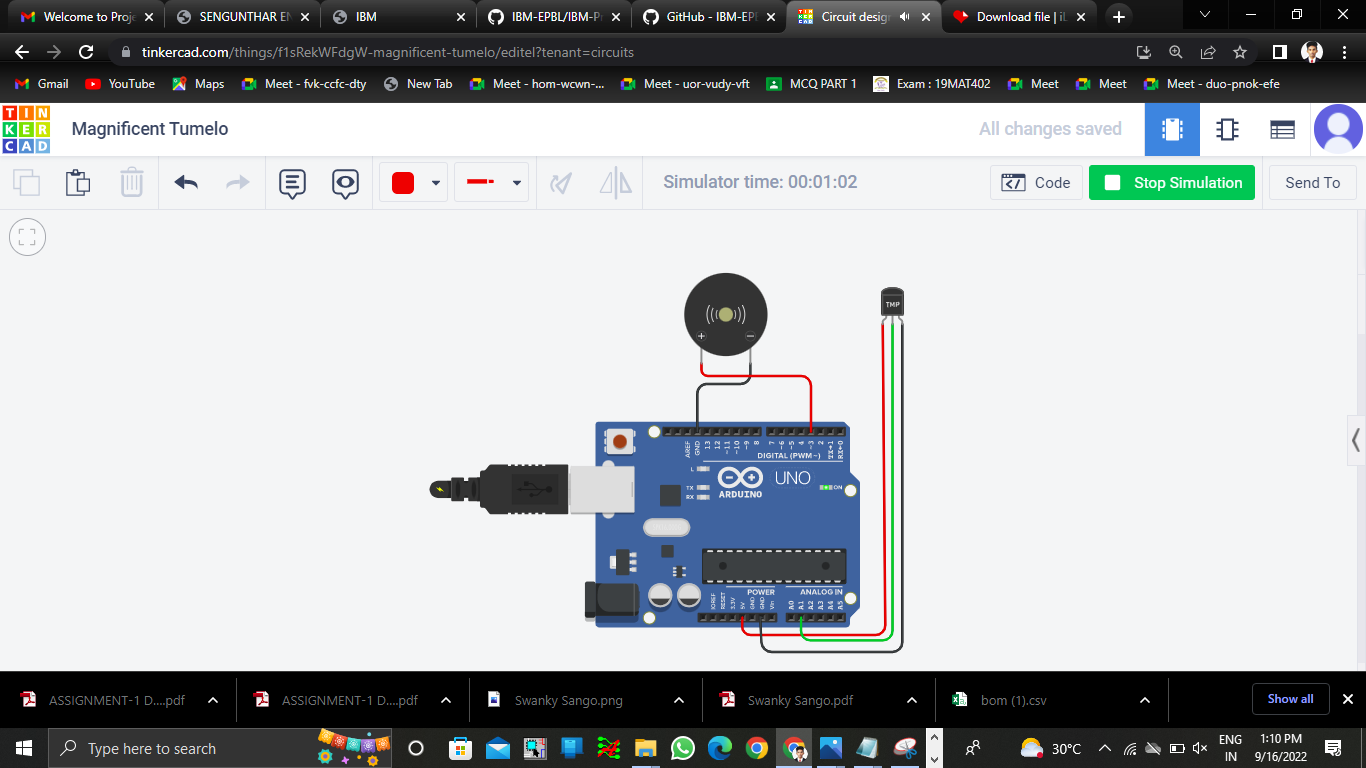 Welcome to Proje
SENGUNTHAR EN
IBM
IBM-EPBL/IBM-Pr
GitHub - IBM-EPB
Circuit design
Download file | iL
tinkercad.com/things/f1sRekWFdgW-magnificent-tumelo/editel?tenant=circuits
Gmail
YouTube
Maps
Meet - fvk-ccfc-dty
New Tab
Meet - hom-wcwn-...
Meet - uor-vudy-vft
MCQ PART 1
Exam : 19MAT402
Meet
Meet
Meet - duo-pnok-efe
TINKERCAD
Magnificent Tumelo
All changes saved
Simulator time: 00:01:02
Code
Stop Simulation
Send To
TMP
+
−
AREF
GND
13
12
~11
~10
~9
8
7
~6
~5
4
~3
2
TX→1
RX←0
DIGITAL (PWM ~)
L
TX
RX
ARDUINO
UNO
ON
POWER
ANALOG IN
IOREF
RESET
3.3V
5V
GND
GND
Vin
A0
A1
A2
A3
A4
A5
ASSIGNMENT-1 D....pdf
ASSIGNMENT-1 D....pdf
Swanky Sango.png
Swanky Sango.pdf
bom (1).csv
Show all
Type here to search
30°C
ENG
IN
1:10 PM
9/16/2022